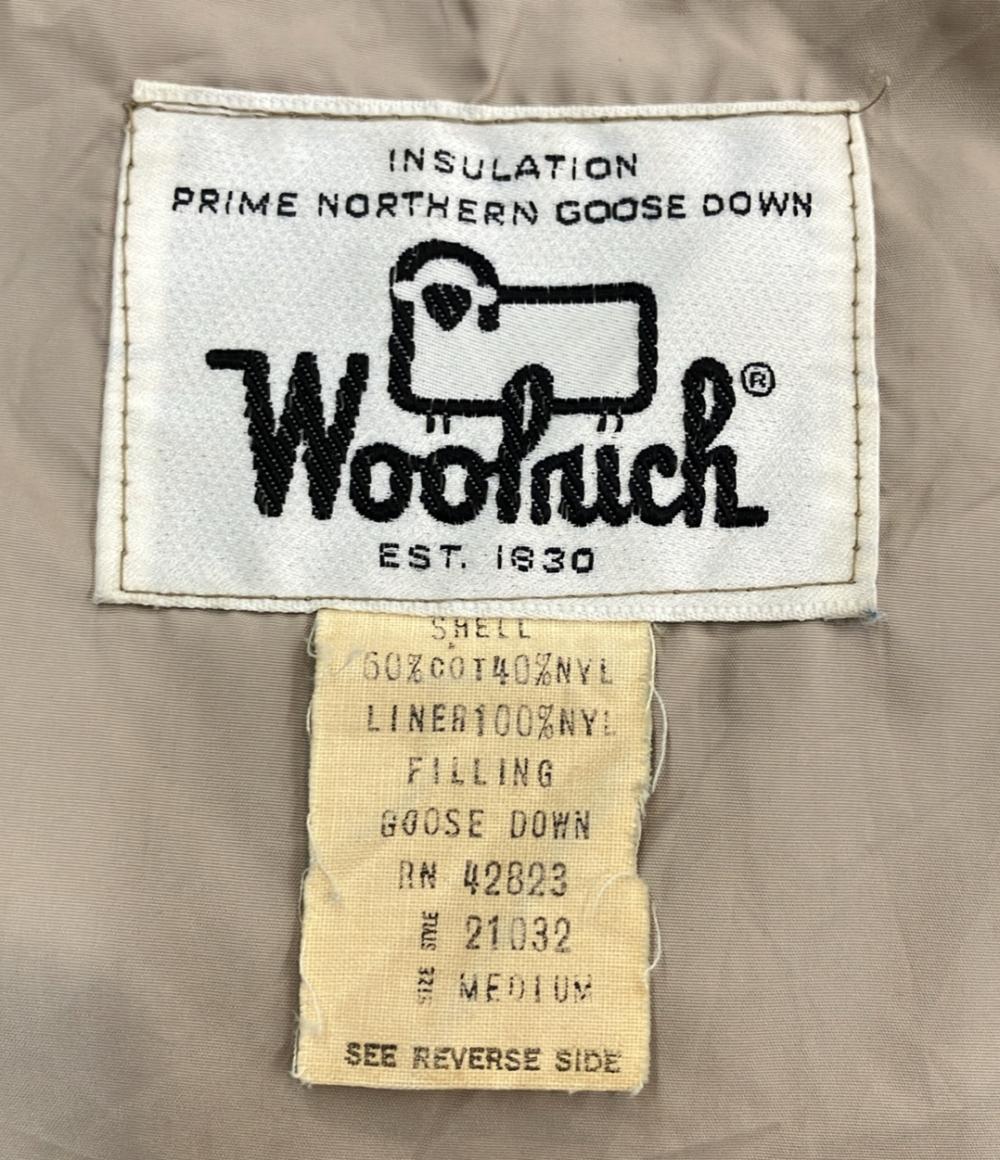 INSULATION
PRIME NORTHERN GOOSE DOWN
Woolrich®
EST. 1830
SHELL
60%COT40%NYL
LINER100%NYL
FILLING
GOOSE DOWN
RN 42823
STYLE 21032
SIZE MEDIUM
SEE REVERSE SIDE